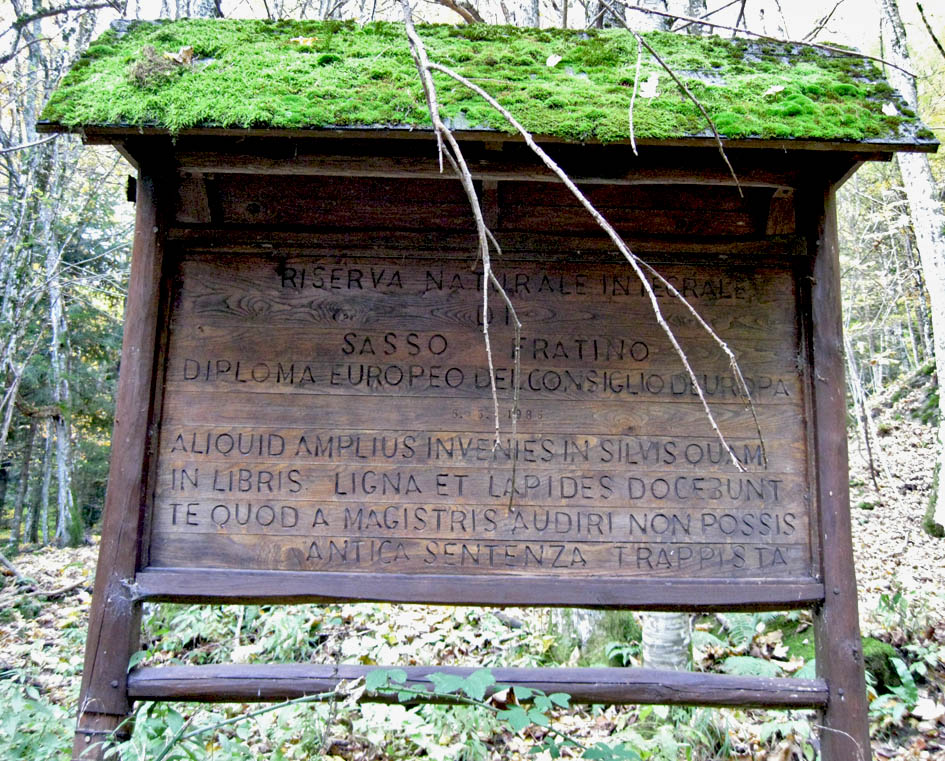 RISERVA NATURALE INTEGRALE
DI
SASSO FRATINO
DIPLOMA EUROPEO DEL CONSIGLIO D'EUROPA
ALIQUID AMPLIUS INVENIES IN SILVIS QUAM
IN LIBRIS LIGNA ET LAPIDES DOCEBUNT
TE QUOD A MAGISTRIS AUDIRI NON POSSIS
ANTICA SENTENZA TRAPPISTA